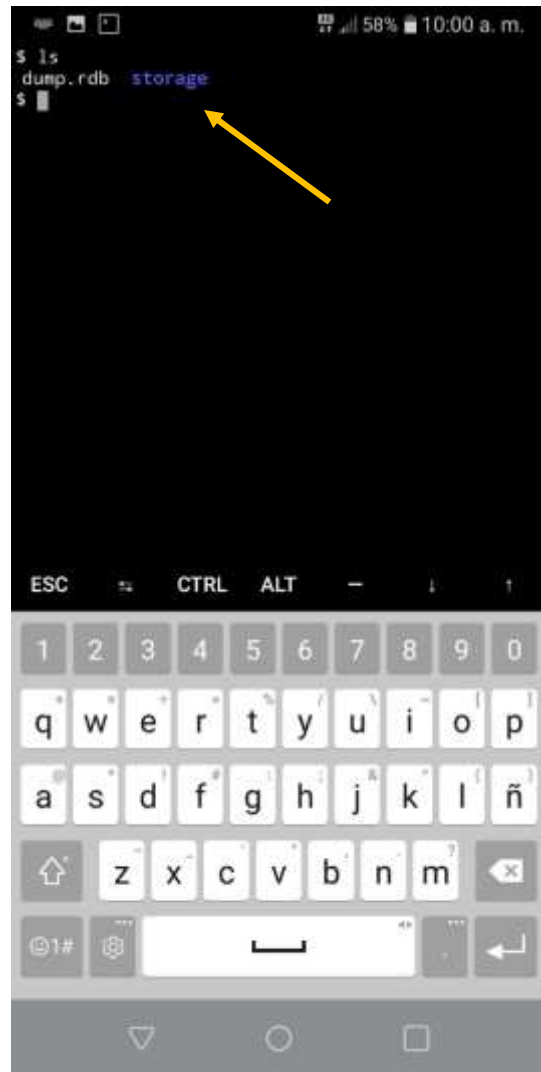 58% 10:00 a. m.
$ ls
dump.rdb storage
$
ESC CTRL ALT – ↓ ↑
1 2 3 4 5 6 7 8 9 0
q w e r t y u i o p
a s d f g h j k l ñ
z x c v b n m
☺1# .